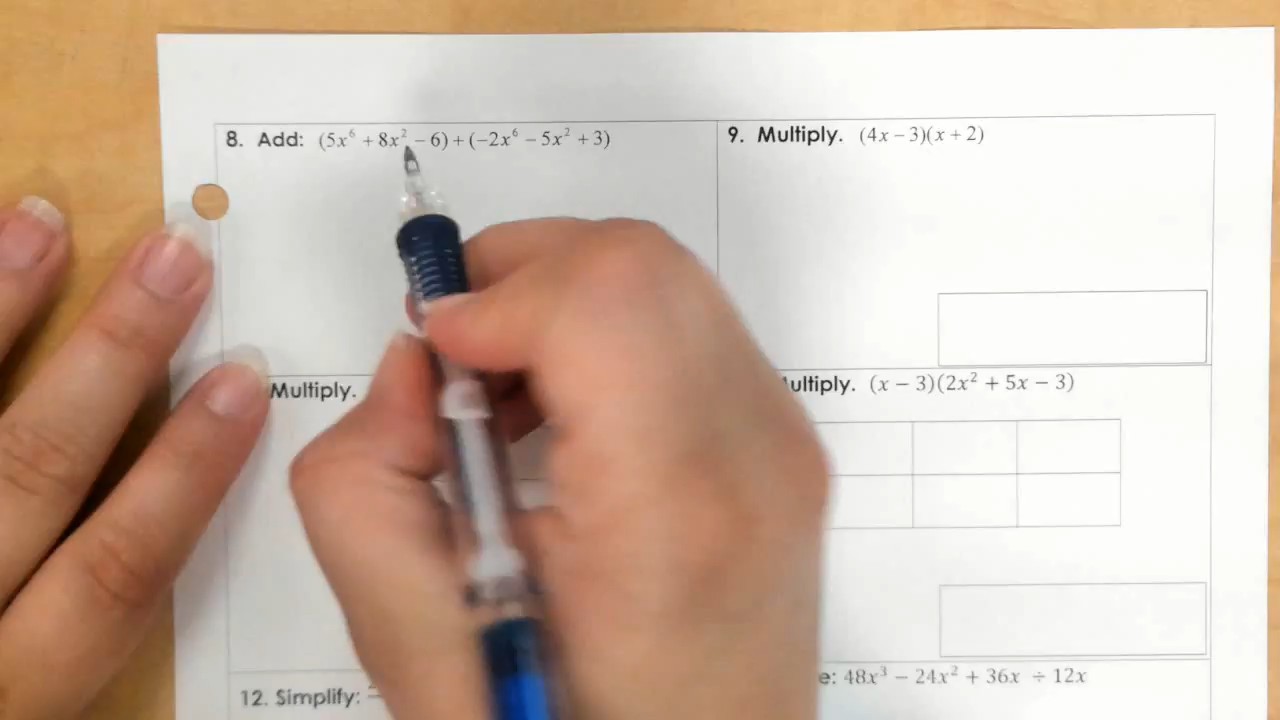 8. Add: (5x⁶ + 8x² − 6) + (−2x⁶ − 5x² + 3)
9. Multiply. (4x − 3)(x + 2)
Multiply.
(x − 3)(2x² + 5x − 3)
12. Simplify:
48x³ − 24x² + 36x ÷ 12x